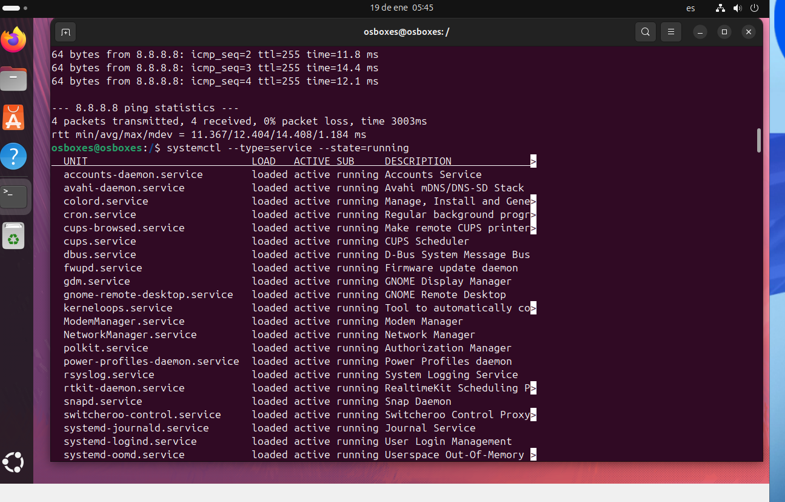 19 de ene 05:45
es
osboxes@osboxes: /
64 bytes from 8.8.8.8: icmp_seq=2 ttl=255 time=11.8 ms
64 bytes from 8.8.8.8: icmp_seq=3 ttl=255 time=14.4 ms
64 bytes from 8.8.8.8: icmp_seq=4 ttl=255 time=12.1 ms
--- 8.8.8.8 ping statistics ---
4 packets transmitted, 4 received, 0% packet loss, time 3003ms
rtt min/avg/max/mdev = 11.367/12.404/14.408/1.184 ms
osboxes@osboxes:/$ systemctl --type=service --state=running
UNIT LOAD ACTIVE SUB DESCRIPTION >
accounts-daemon.service loaded active running Accounts Service
avahi-daemon.service loaded active running Avahi mDNS/DNS-SD Stack
colord.service loaded active running Manage, Install and Gene>
cron.service loaded active running Regular background progr>
cups-browsed.service loaded active running Make remote CUPS printer>
cups.service loaded active running CUPS Scheduler
dbus.service loaded active running D-Bus System Message Bus
fwupd.service loaded active running Firmware update daemon
gdm.service loaded active running GNOME Display Manager
gnome-remote-desktop.service loaded active running GNOME Remote Desktop
kerneloops.service loaded active running Tool to automatically co>
ModemManager.service loaded active running Modem Manager
NetworkManager.service loaded active running Network Manager
polkit.service loaded active running Authorization Manager
power-profiles-daemon.service loaded active running Power Profiles daemon
rsyslog.service loaded active running System Logging Service
rtkit-daemon.service loaded active running RealtimeKit Scheduling P>
snapd.service loaded active running Snap Daemon
switcheroo-control.service loaded active running Switcheroo Control Proxy>
systemd-journald.service loaded active running Journal Service
systemd-logind.service loaded active running User Login Management
systemd-oomd.service loaded active running Userspace Out-Of-Memory >